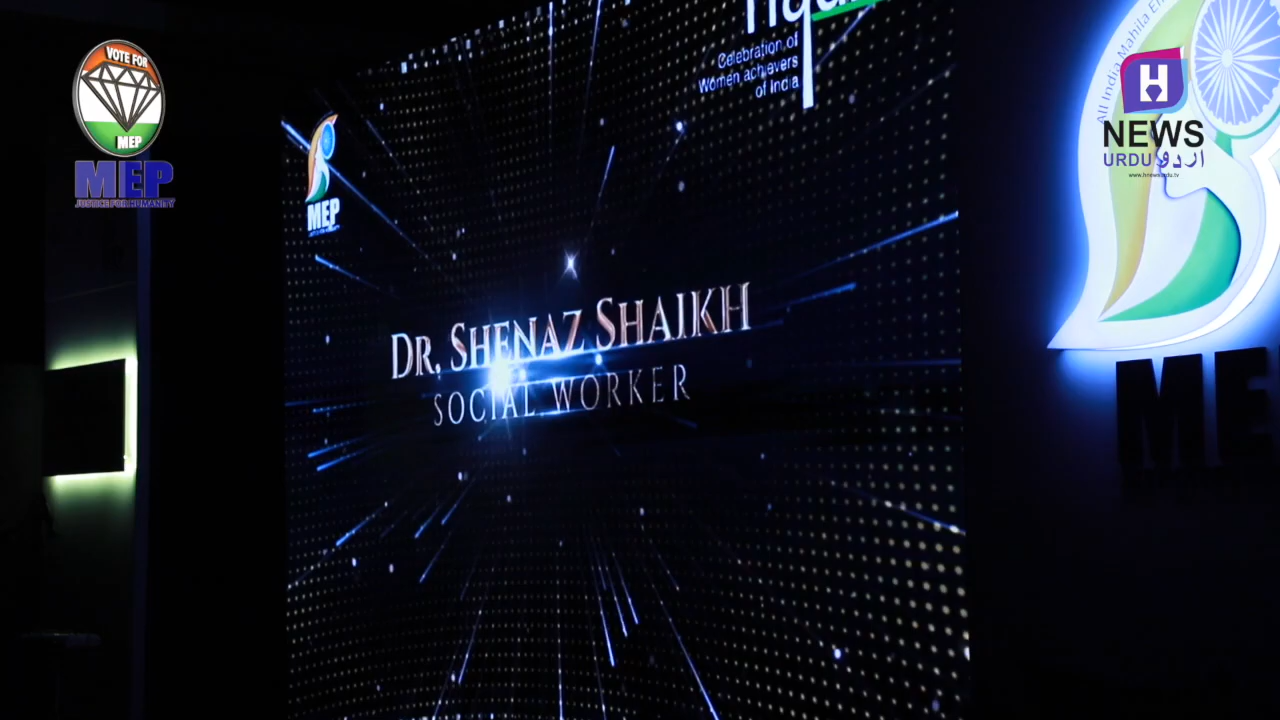 VOTE FOR
MEP
MEP
JUSTICE FOR HUMANITY
Celebration of
Women achievers
of India
MEP
DR. SHENAZ SHAIKH
SOCIAL WORKER
All India Mahila
H
NEWS
URDU اردو
www.hnewsurdu.tv